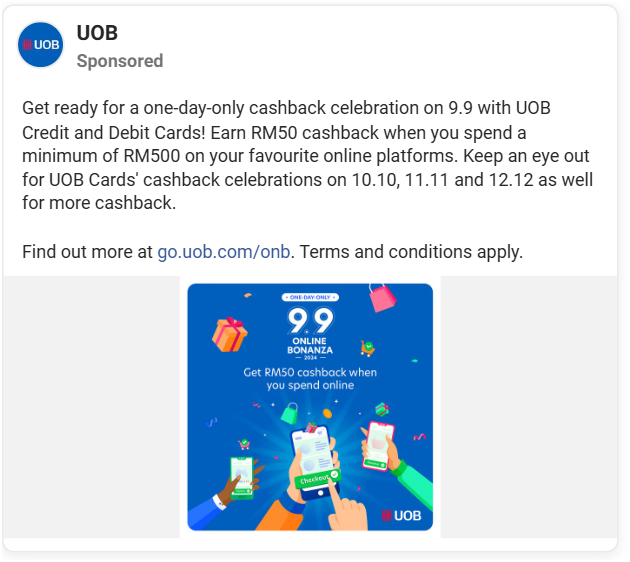 UOB
UOB
Sponsored
Get ready for a one-day-only cashback celebration on 9.9 with UOB
Credit and Debit Cards! Earn RM50 cashback when you spend a
minimum of RM500 on your favourite online platforms. Keep an eye out
for UOB Cards' cashback celebrations on 10.10, 11.11 and 12.12 as well
for more cashback.
Find out more at go.uob.com/onb. Terms and conditions apply.
• ONE-DAY-ONLY •
9.9
ONLINE
BONANZA
— 2024 —
Get RM50 cashback when
you spend online
Checkout
UOB